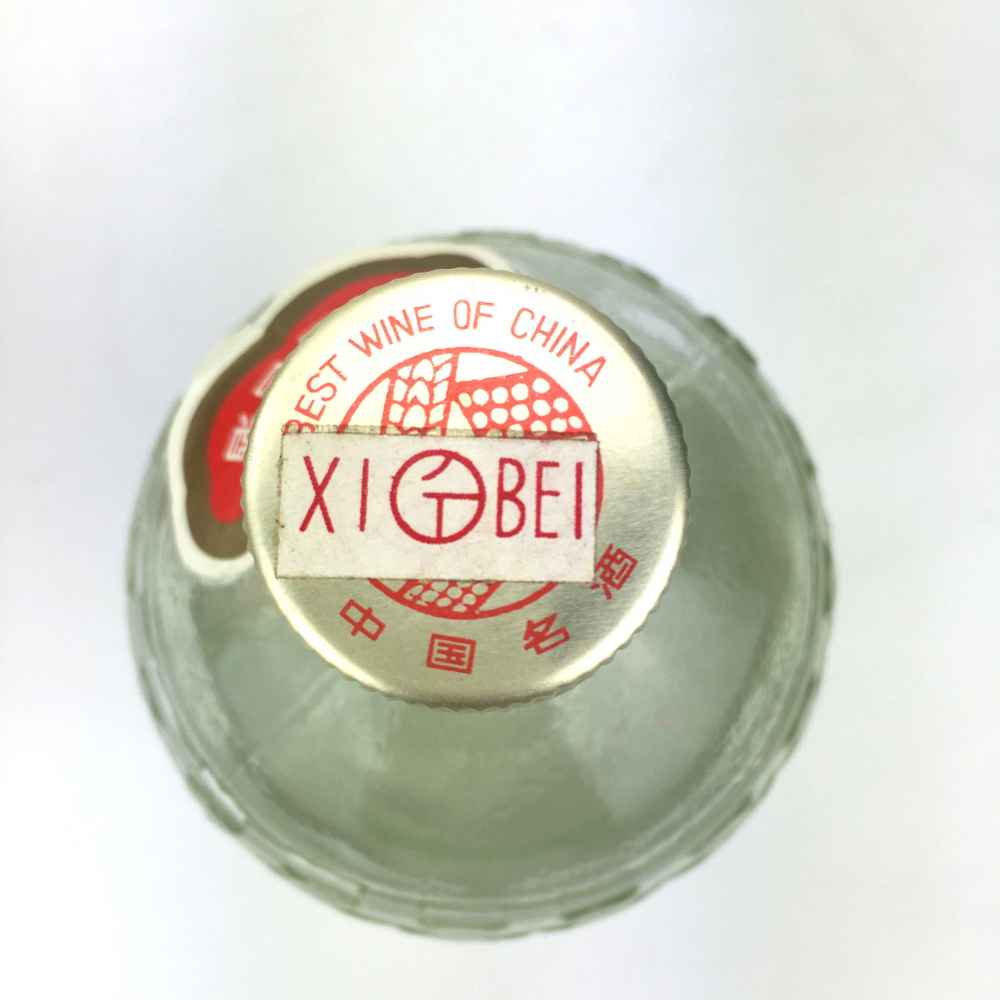 BEST WINE OF CHINA
XI BEI
中国名酒